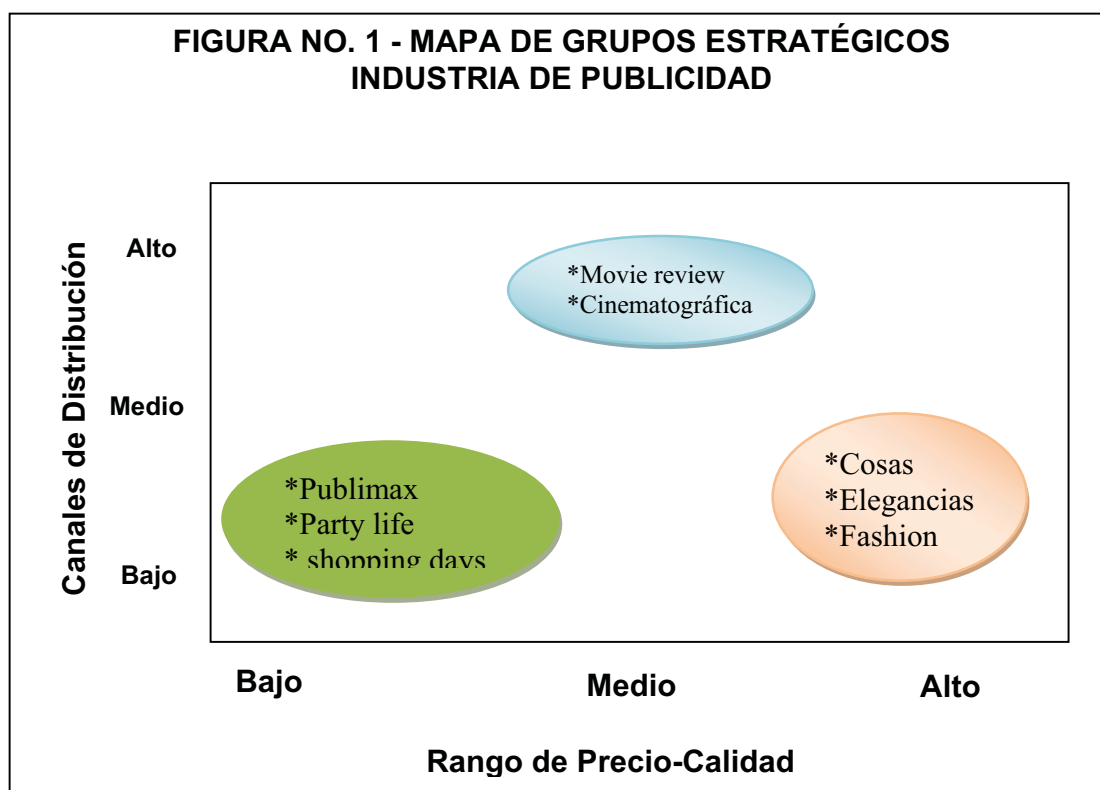 FIGURA NO. 1 - MAPA DE GRUPOS ESTRATÉGICOS
INDUSTRIA DE PUBLICIDAD
Canales de Distribución
Alto
Medio
Bajo
*Movie review
*Cinematográfica
*Publimax
*Party life
* shopping days
*Cosas
*Elegancias
*Fashion
Bajo
Medio
Alto
Rango de Precio-Calidad